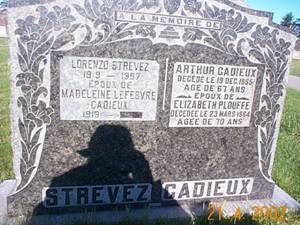 A LA MEMOIRE DE
LORENZO STREVEZ
1919 - 1997
EPOUX DE
MADELEINE LEFEBVRE
CADIEUX
1919 -
ARTHUR CADIEUX
DECEDE LE 19 DEC. 1955
AGE DE 67 ANS
EPOUX DE
ELIZABETH PLOUFFE
DECEDEE LE 23 MARS 1964
AGEE DE 70 ANS
STREVEZ CADIEUX
21 4 2002